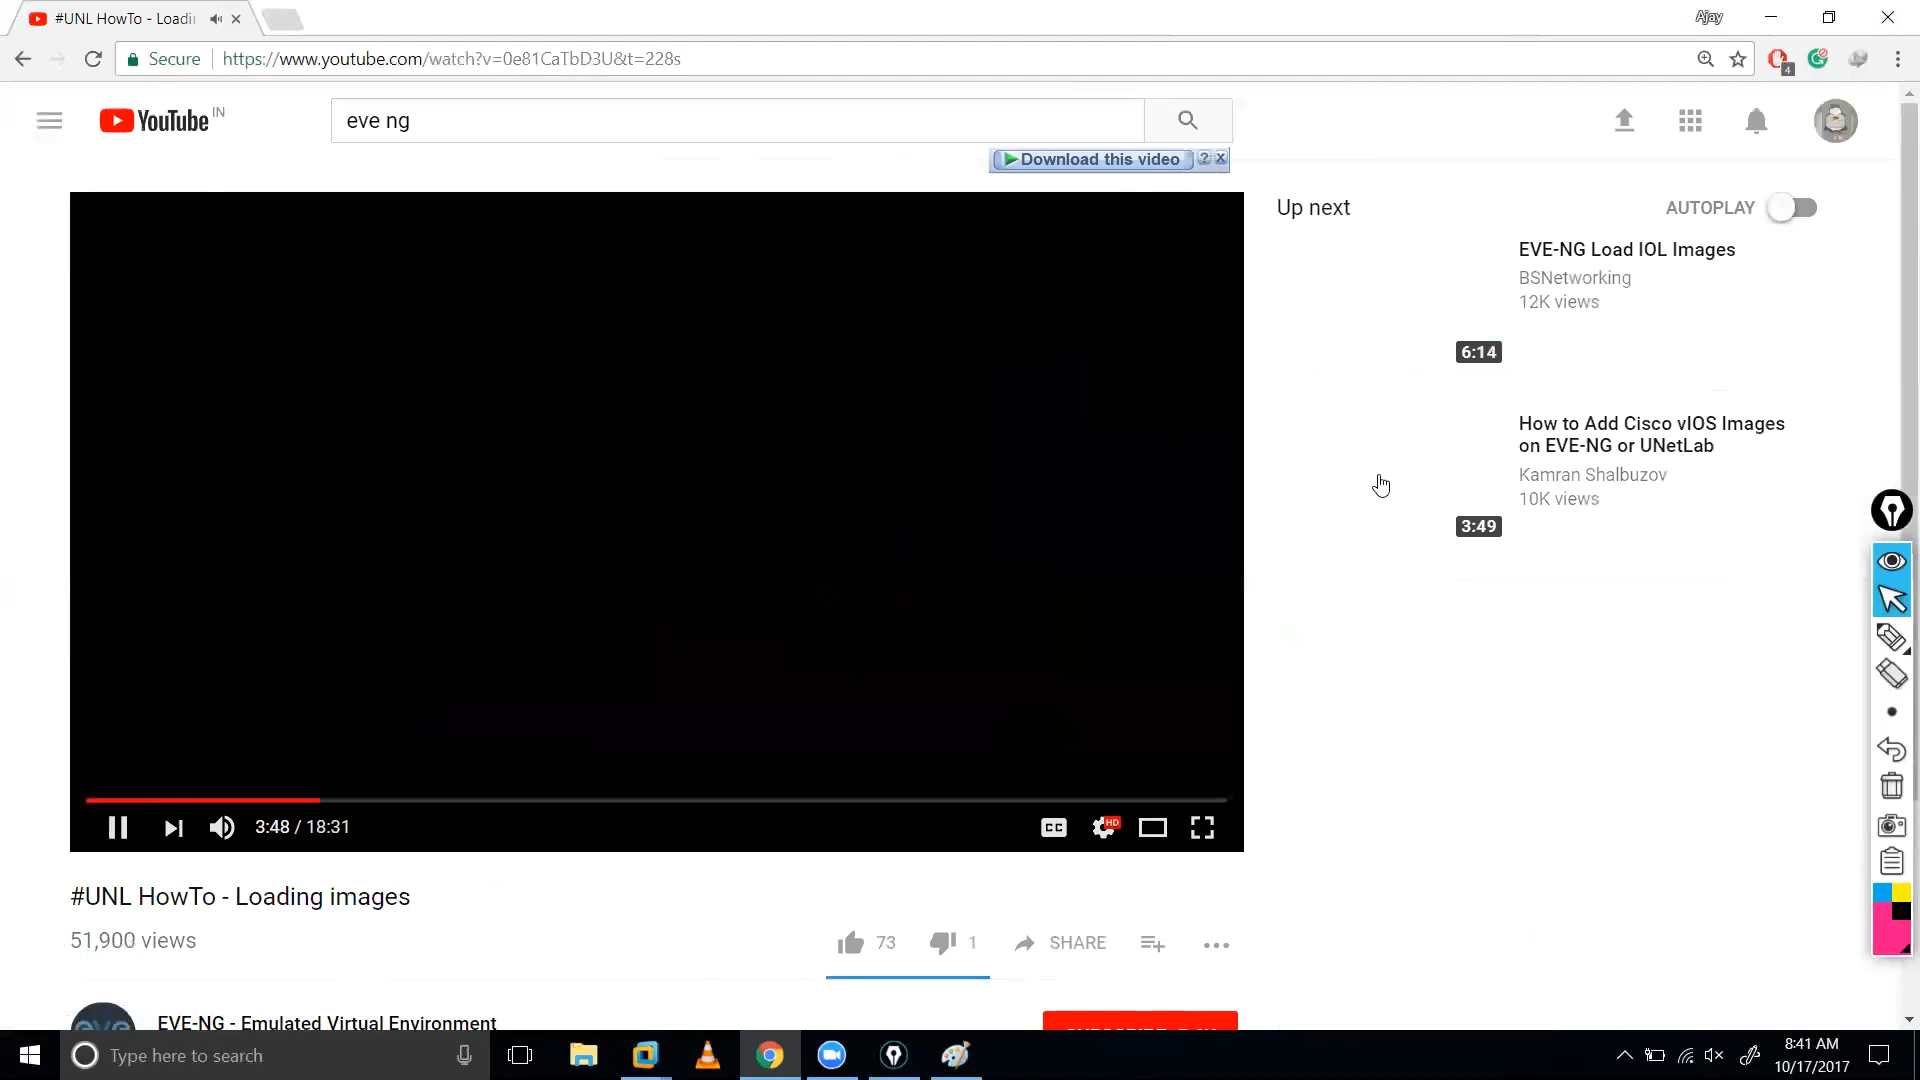 #UNL HowTo - Loadi
Ajay
Secure
https://www.youtube.com/watch?v=0e81CaTbD3U&t=228s
4
YouTube IN
eve ng
Download this video ? X
Up next
AUTOPLAY
EVE-NG Load IOL Images
BSNetworking
12K views
6:14
How to Add Cisco vIOS Images
on EVE-NG or UNetLab
Kamran Shalbuzov
10K views
3:49
3:48 / 18:31
CC
HD
#UNL HowTo - Loading images
51,900 views
73
1
SHARE
eve
EVE-NG - Emulated Virtual Environment
Type here to search
8:41 AM
10/17/2017